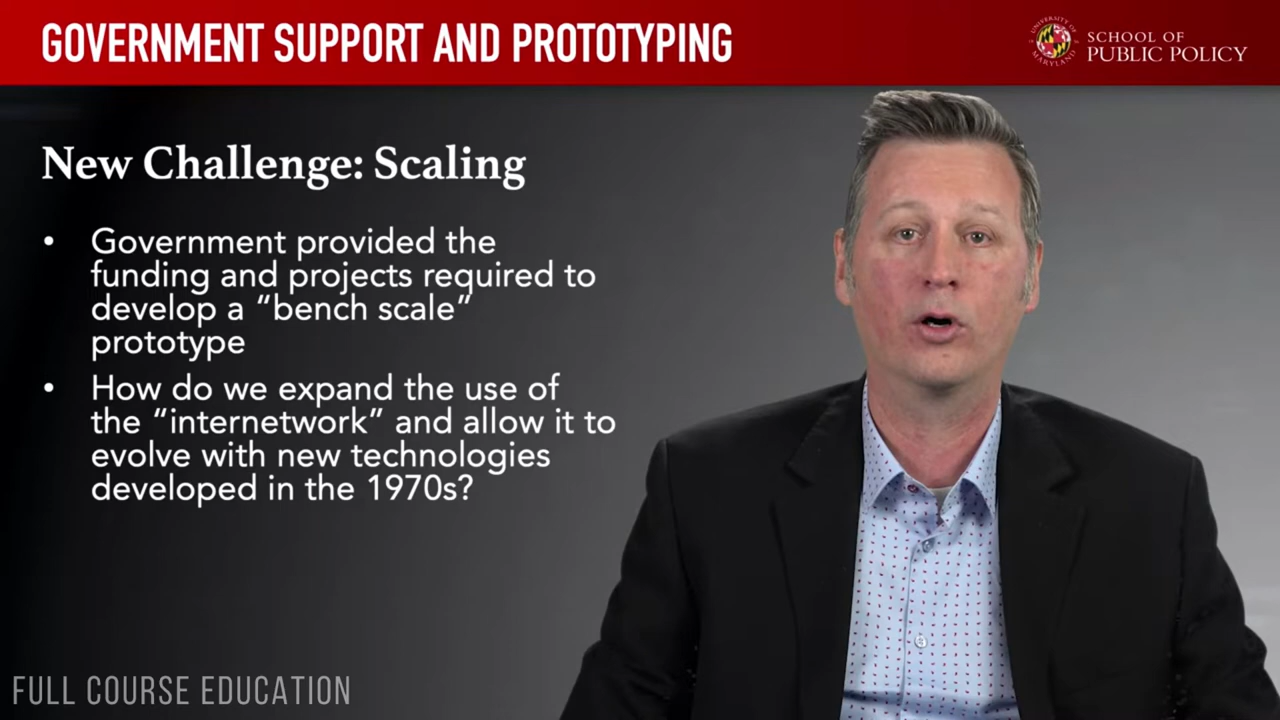 GOVERNMENT SUPPORT AND PROTOTYPING
UNIVERSITY OF
MARYLAND
SCHOOL OF
PUBLIC POLICY
New Challenge: Scaling
• Government provided the
funding and projects required to
develop a “bench scale”
prototype
• How do we expand the use of
the “internetwork” and allow it to
evolve with new technologies
developed in the 1970s?
FULL COURSE EDUCATION